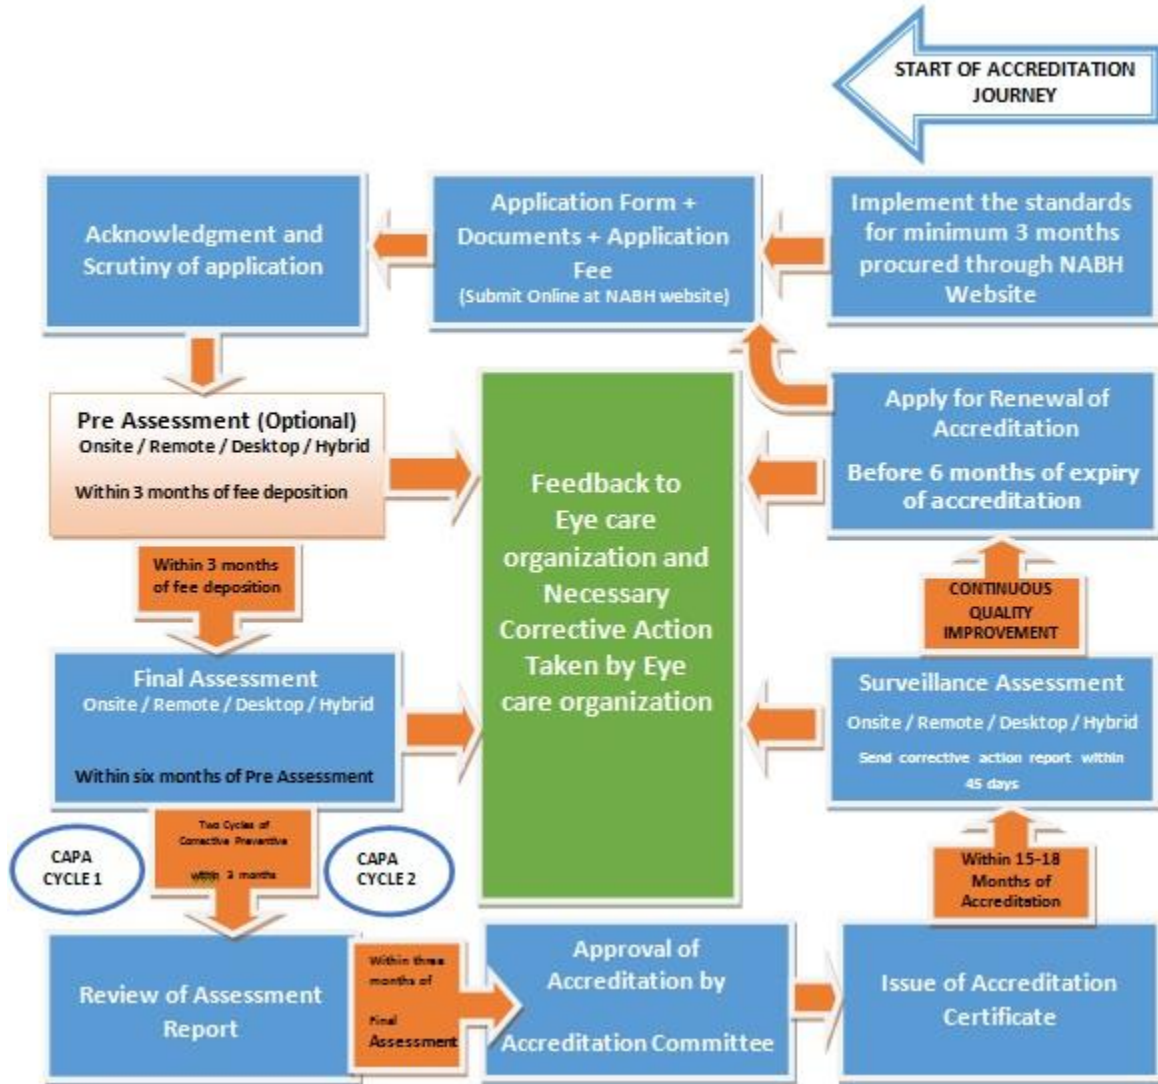 START OF ACCREDITATION
JOURNEY
Implement the standards
for minimum 3 months
procured through NABH
Website
Application Form +
Documents + Application
Fee
(Submit Online at NABH website)
Acknowledgment and
Scrutiny of application
Pre Assessment (Optional)
Onsite / Remote / Desktop / Hybrid
Within 3 months of fee deposition
Within 3 months
of fee deposition
Final Assessment
Onsite / Remote / Desktop / Hybrid
Within six months of Pre Assessment
CAPA
CYCLE 1
Two Cycles of
Corrective Preventive
within 3 months
CAPA
CYCLE 2
Review of Assessment
Report
Within three
months of
Final
Assessment
Approval of
Accreditation by
Accreditation Committee
Issue of Accreditation
Certificate
Within 15-18
Months of
Accreditation
Surveillance Assessment
Onsite / Remote / Desktop / Hybrid
Send corrective action report within
45 days
CONTINUOUS
QUALITY
IMPROVEMENT
Apply for Renewal of
Accreditation
Before 6 months of expiry
of accreditation
Feedback to
Eye care
organization and
Necessary
Corrective Action
Taken by Eye
care organization